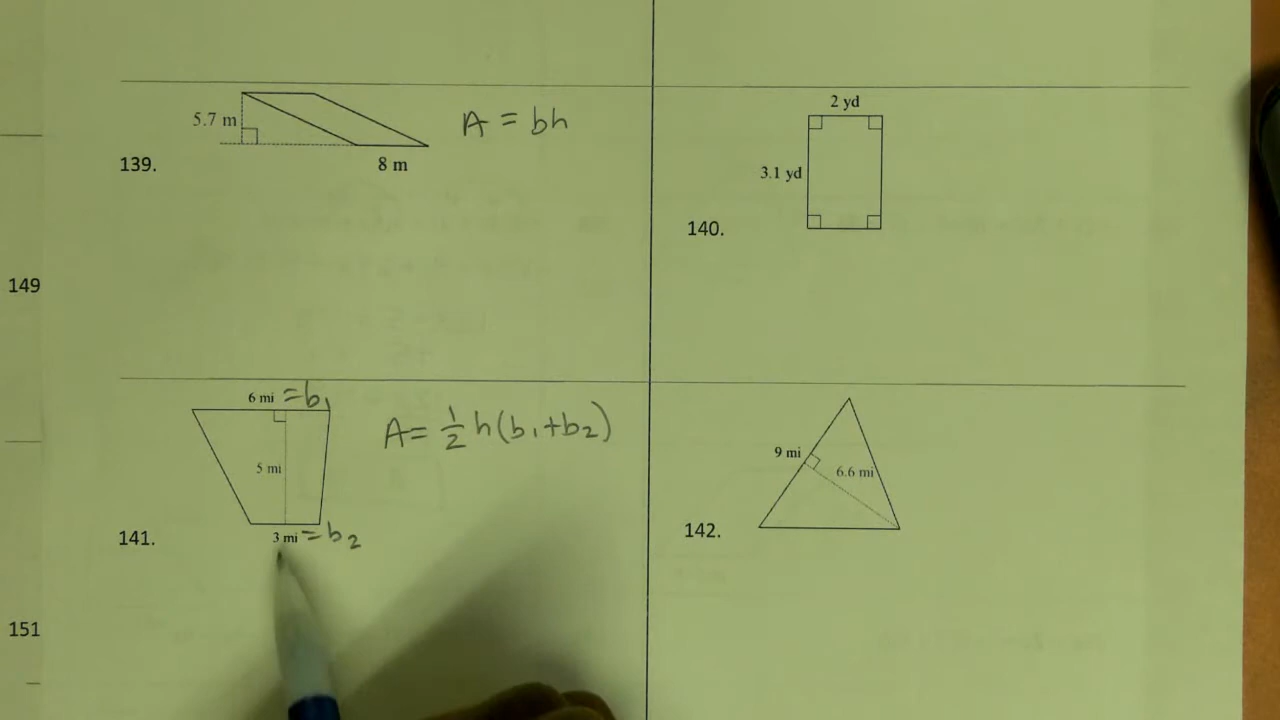 5.7 m
A = bh
8 m
139.
2 yd
3.1 yd
140.
149
6 mi = b1
A = 1/2 h(b1+b2)
5 mi
3 mi = b2
141.
9 mi
6.6 mi
142.
151